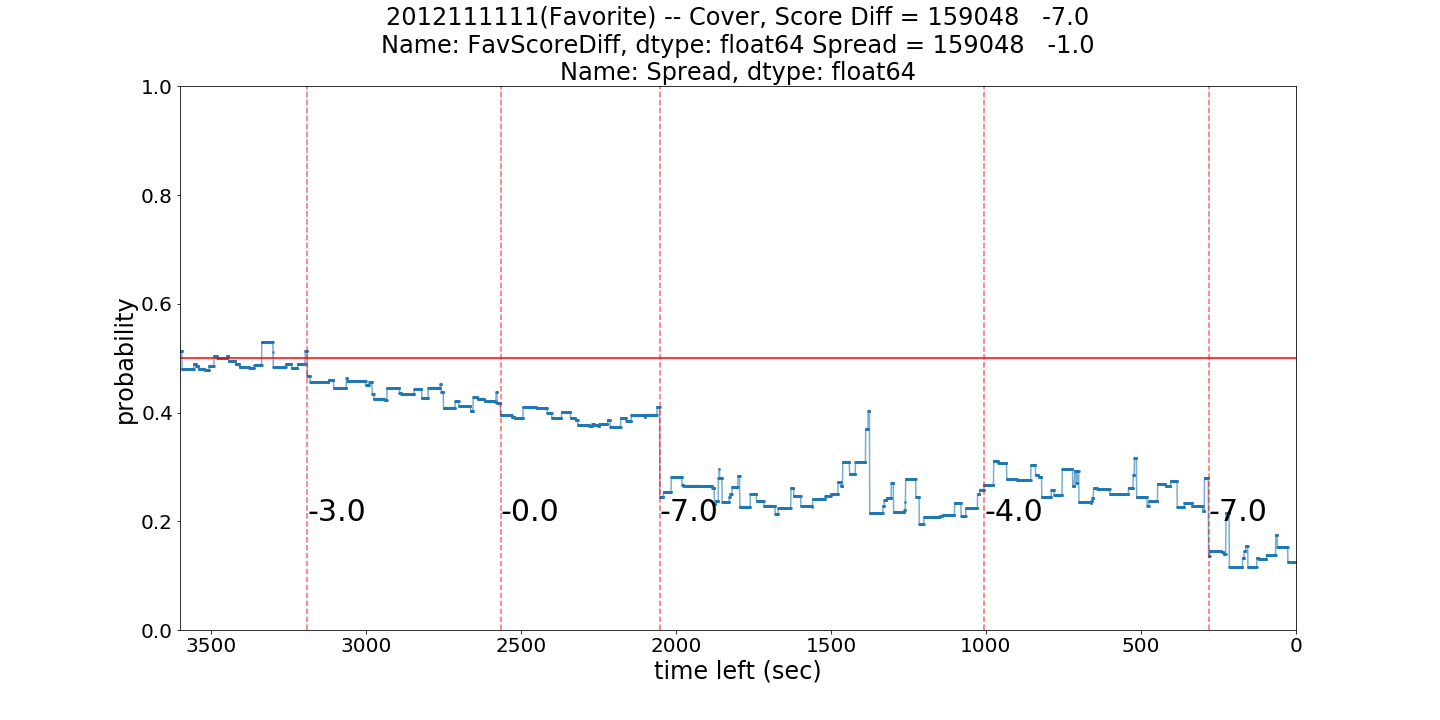 2012111111(Favorite) -- Cover, Score Diff = 159048 -7.0
Name: FavScoreDiff, dtype: float64 Spread = 159048 -1.0
Name: Spread, dtype: float64
1.0
0.8
0.6
0.4
0.2
0.0
probability
-3.0
-0.0
-7.0
-4.0
-7.0
3500 3000 2500 2000 1500 1000 500 0
time left (sec)